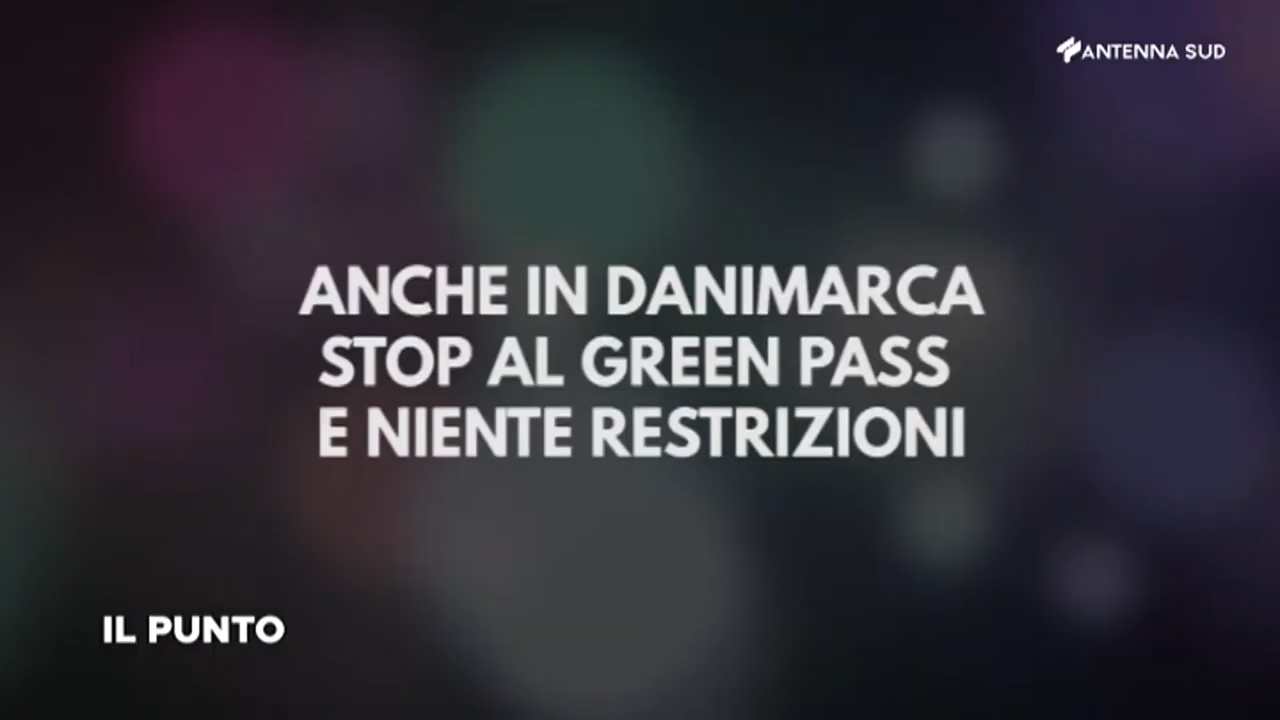 ANTENNA SUD
ANCHE IN DANIMARCA
STOP AL GREEN PASS
E NIENTE RESTRIZIONI
IL PUNTO